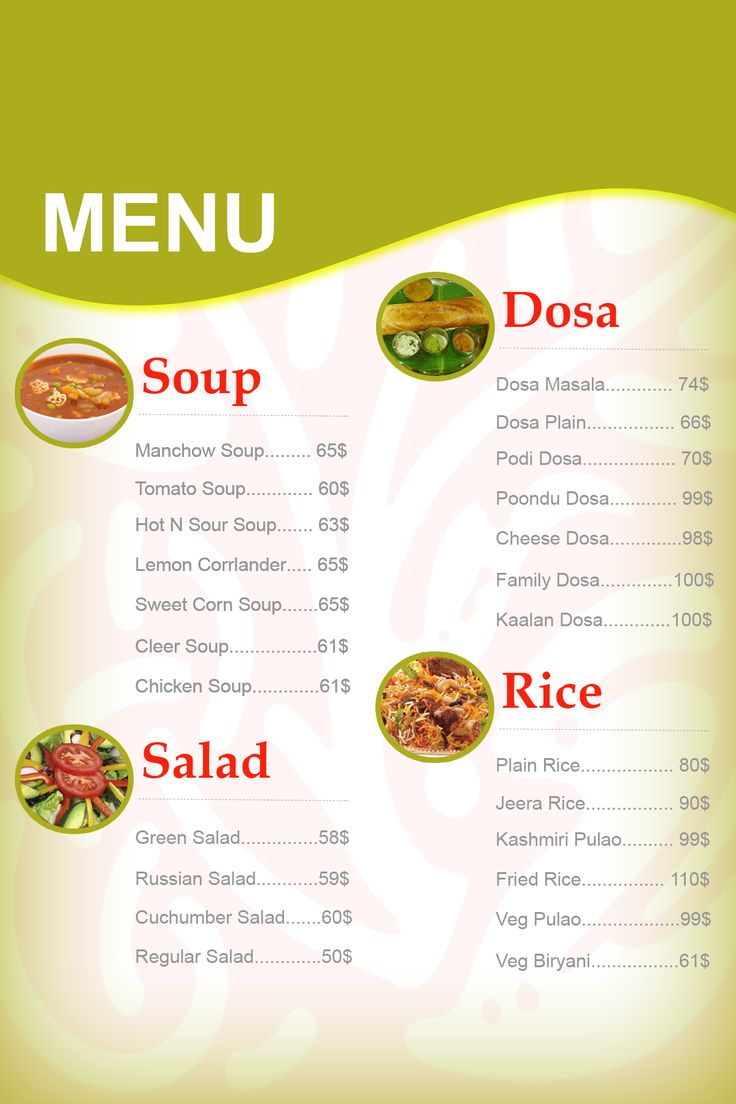 MENU
Soup
Manchow Soup......... 65$
Tomato Soup............. 60$
Hot N Sour Soup....... 63$
Lemon Corrlander..... 65$
Sweet Corn Soup.......65$
Cleer Soup.................61$
Chicken Soup.............61$
Salad
Green Salad...............58$
Russian Salad............59$
Cuchumber Salad.......60$
Regular Salad.............50$
Dosa
Dosa Masala............. 74$
Dosa Plain................. 66$
Podi Dosa.................. 70$
Poondu Dosa............. 99$
Cheese Dosa..............98$
Family Dosa..............100$
Kaalan Dosa.............100$
Rice
Plain Rice.................. 80$
Jeera Rice................. 90$
Kashmiri Pulao.......... 99$
Fried Rice................ 110$
Veg Pulao...................99$
Veg Biryani.................61$